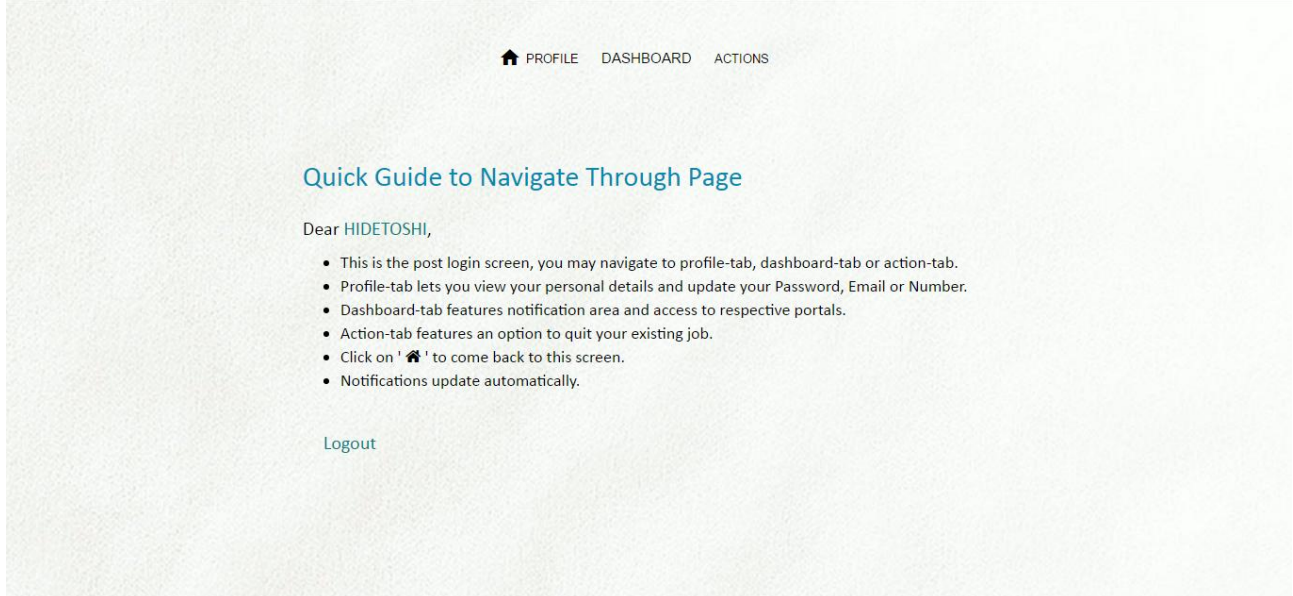 PROFILE DASHBOARD ACTIONS
Quick Guide to Navigate Through Page
Dear HIDETOSHI,
• This is the post login screen, you may navigate to profile-tab, dashboard-tab or action-tab.
• Profile-tab lets you view your personal details and update your Password, Email or Number.
• Dashboard-tab features notification area and access to respective portals.
• Action-tab features an option to quit your existing job.
• Click on ' ' to come back to this screen.
• Notifications update automatically.
Logout